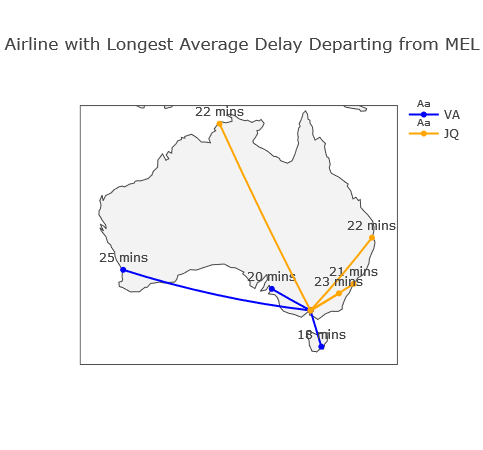 Airline with Longest Average Delay Departing from MEL
Aa
VA
Aa
JQ
22 mins
22 mins
25 mins
21 mins
20 mins
23 mins
18 mins